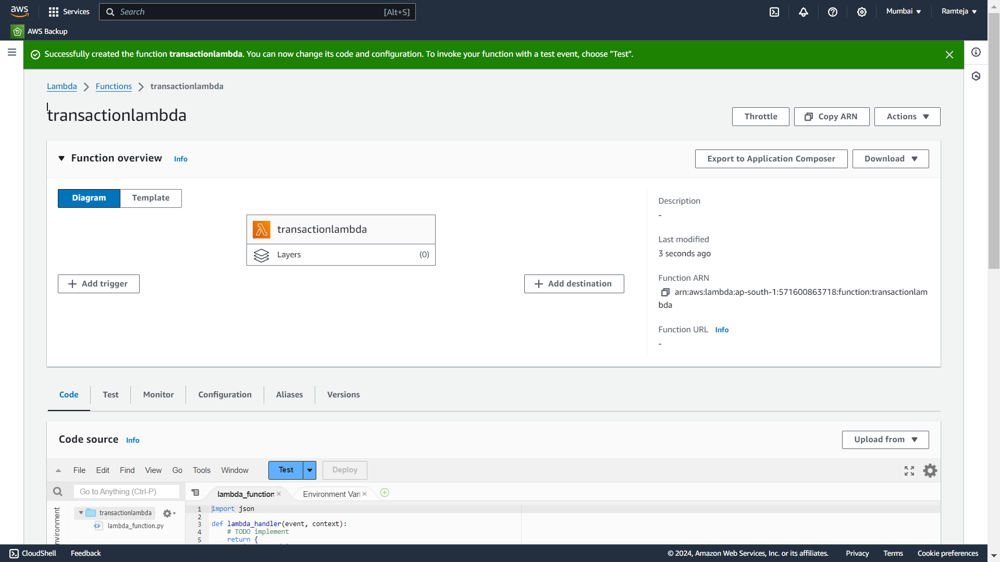 aws
Services
Search
[Alt+S]
Mumbai ▼
Ramteja ▼
AWS Backup
Successfully created the function transactionlambda. You can now change its code and configuration. To invoke your function with a test event, choose "Test".
Lambda > Functions > transactionlambda
transactionlambda
Throttle
Copy ARN
Actions ▼
▼ Function overview Info
Export to Application Composer
Download ▼
Diagram
Template
transactionlambda
Layers (0)
+ Add trigger
+ Add destination
Description
-
Last modified
3 seconds ago
Function ARN
arn:aws:lambda:ap-south-1:571600863718:function:transactionlam
bda
Function URL Info
-
Code
Test
Monitor
Configuration
Aliases
Versions
Code source Info
Upload from ▼
File Edit Find View Go Tools Window
Test
Deploy
Go to Anything (Ctrl-P)
lambda_function ×
Environment Vari ×
transactionlambda
lambda_function.py
1 import json
2
3 def lambda_handler(event, context):
4 # TODO implement
5 return {
CloudShell
Feedback
© 2024, Amazon Web Services, Inc. or its affiliates.
Privacy
Terms
Cookie preferences